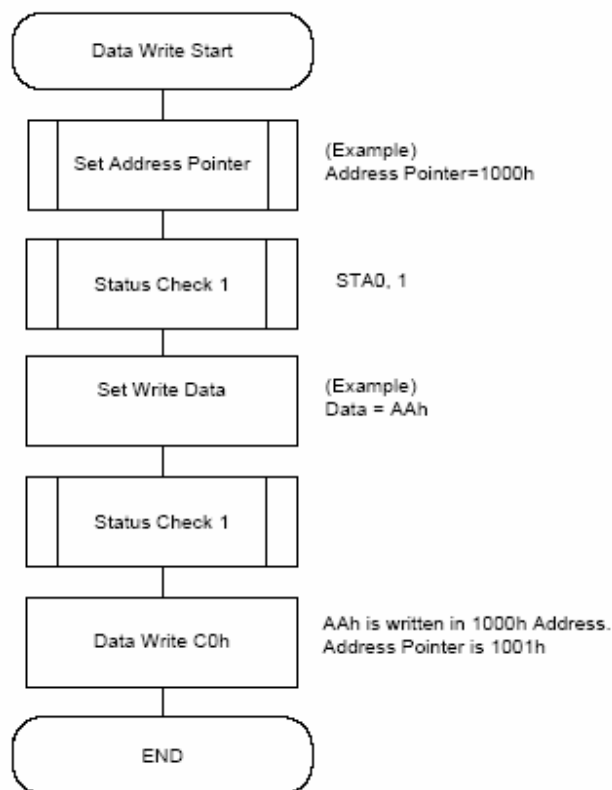 Data Write Start
Set Address Pointer
(Example)
Address Pointer=1000h
Status Check 1
STA0, 1
Set Write Data
(Example)
Data = AAh
Status Check 1
Data Write C0h
AAh is written in 1000h Address.
Address Pointer is 1001h
END